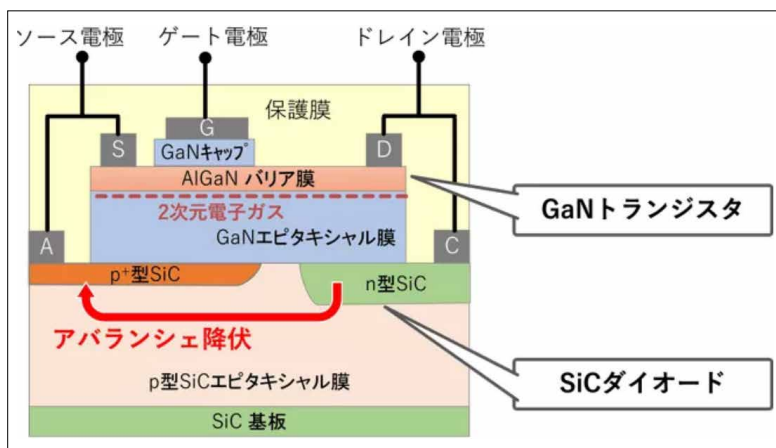 ソース電極 ゲート電極 ドレイン電極
保護膜
G
S GaNキャップ D
AlGaN バリア膜
2次元電子ガス
GaNトランジスタ
GaNエピタキシャル膜
A C
p⁺型SiC n型SiC
アバランシェ降伏
p型SiCエピタキシャル膜
SiCダイオード
SiC 基板